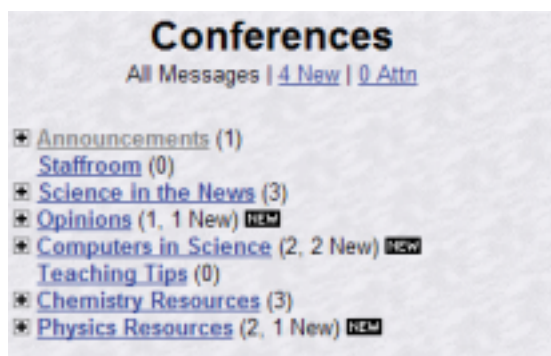 Conferences
All Messages | 4 New | 0 Attn
Announcements (1)
Staffroom (0)
Science in the News (3)
Opinions (1, 1 New) NEW
Computers in Science (2, 2 New) NEW
Teaching Tips (0)
Chemistry Resources (3)
Physics Resources (2, 1 New) NEW